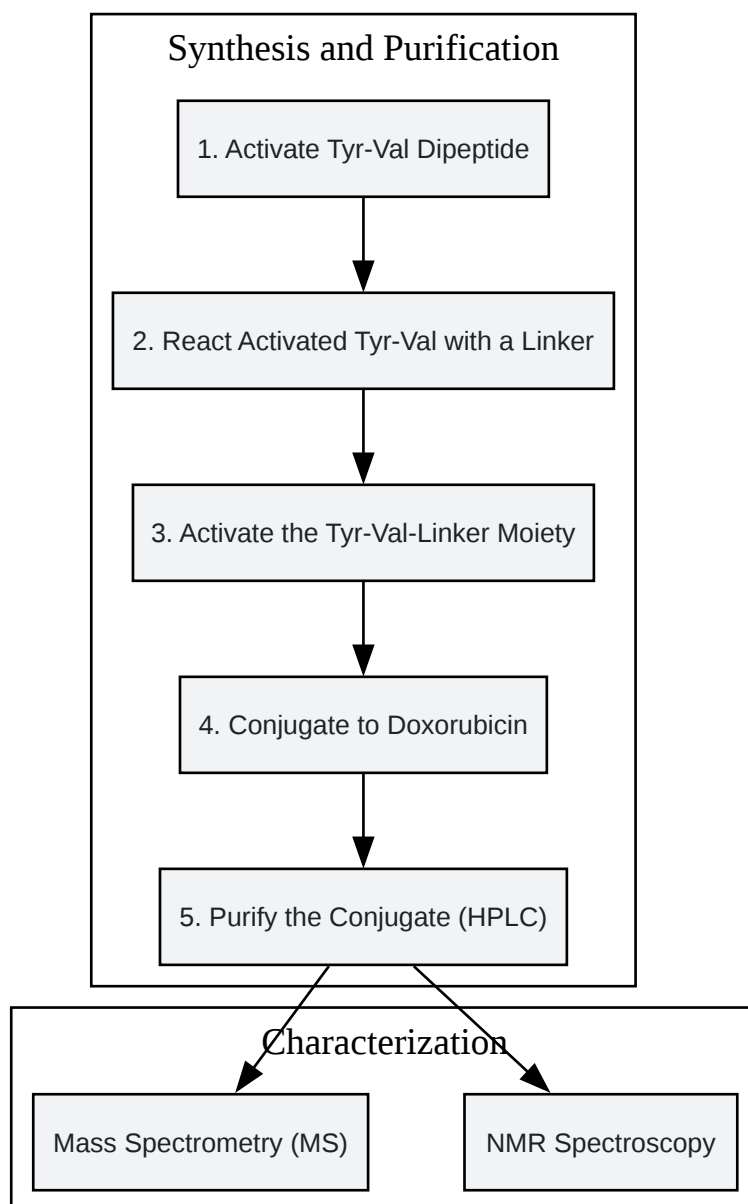 Synthesis and Purification
1. Activate Tyr-Val Dipeptide
2. React Activated Tyr-Val with a Linker
3. Activate the Tyr-Val-Linker Moiety
4. Conjugate to Doxorubicin
5. Purify the Conjugate (HPLC)
Characterization
Mass Spectrometry (MS)
NMR Spectroscopy